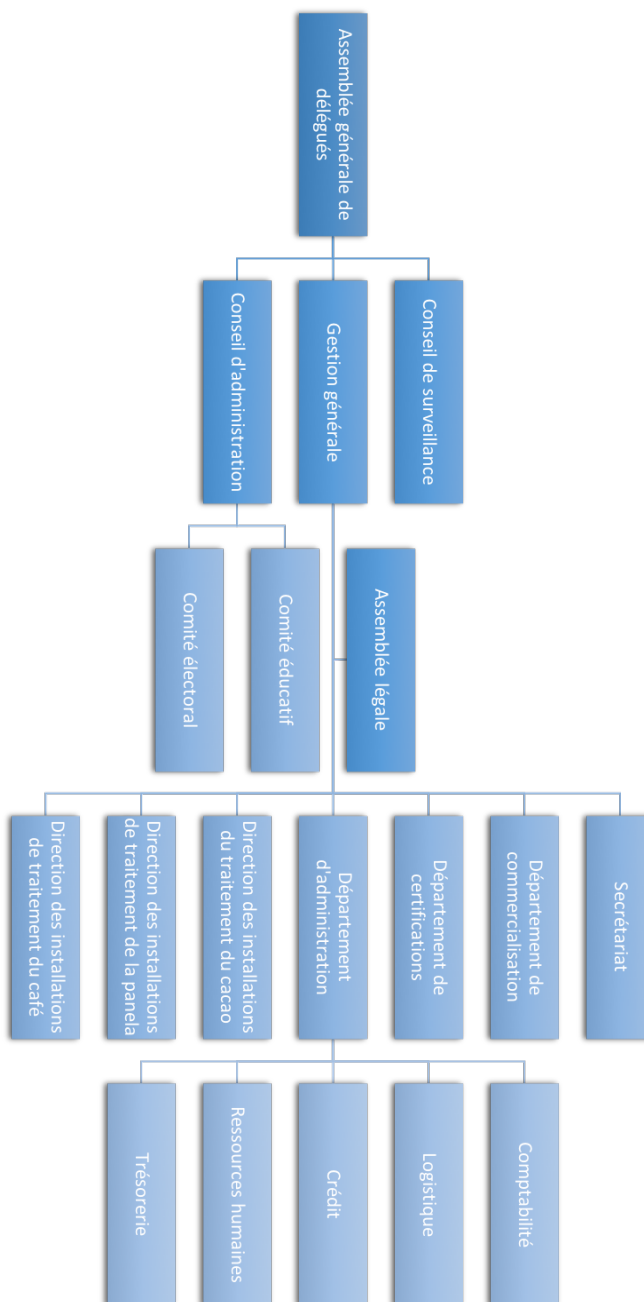 Assemblée générale de
délégués
Conseil de surveillance
Gestion générale
Conseil d'administration
Assemblée légale
Comité éducatif
Comité électoral
Secrétariat
Département de
commercialisation
Département de
certifications
Département
d'administration
Direction des installations
du traitement du cacao
Direction des installations
de traitement de la panela
Direction des installations
de traitement du café
Comptabilité
Logistique
Crédit
Ressources humaines
Trésorerie